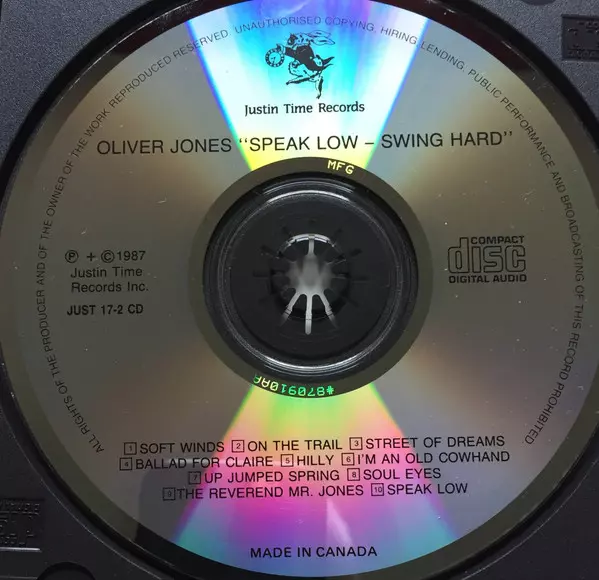 ALL RIGHTS OF THE PRODUCER AND OF THE OWNER OF THE WORK REPRODUCED RESERVED. UNAUTHORISED COPYING, HIRING, LENDING, PUBLIC PERFORMANCE AND BROADCASTING OF THIS RECORD PROHIBITED
Justin Time Records
OLIVER JONES "SPEAK LOW – SWING HARD"
MFG
Ⓟ + ©1987
Justin Time
Records Inc.
JUST 17-2 CD
COMPACT
disc
DIGITAL AUDIO
#870910AA
1 SOFT WINDS 2 ON THE TRAIL 3 STREET OF DREAMS
4 BALLAD FOR CLAIRE 5 HILLY 6 I'M AN OLD COWHAND
7 UP JUMPED SPRING 8 SOUL EYES
9 THE REVEREND MR. JONES 10 SPEAK LOW
MADE IN CANADA